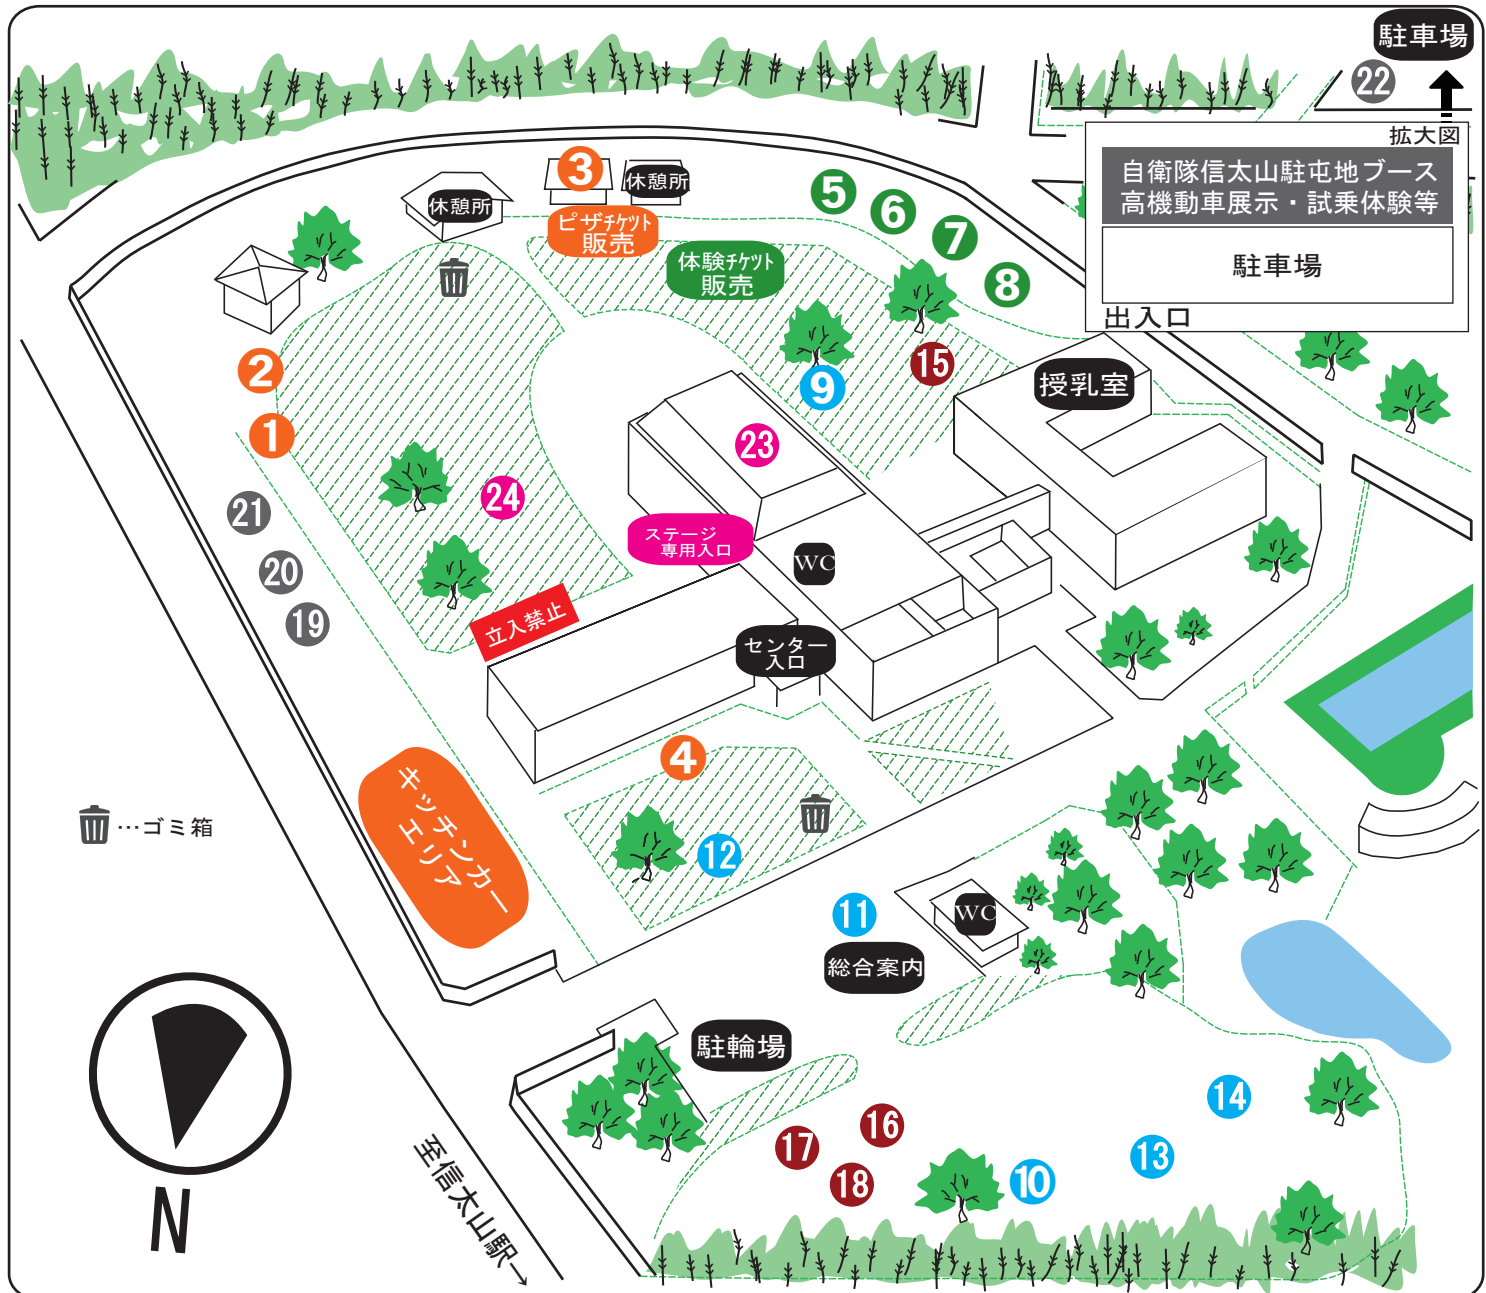 駐車場
22
拡大図
自衛隊信太山駐屯地ブース
高機動車展示・試乗体験等
駐車場
出入口
3
休憩所
休憩所
ピザチケット
販売
5
6
7
8
体験チケット
販売
2
1
9
15
授乳室
23
24
21
ステージ
専用入口
WC
20
19
立入禁止
センター
入口
4
キッチンカー
エリア
…ゴミ箱
12
11
WC
総合案内
駐輪場
14
16
17
13
18
10
N
至信太山駅→